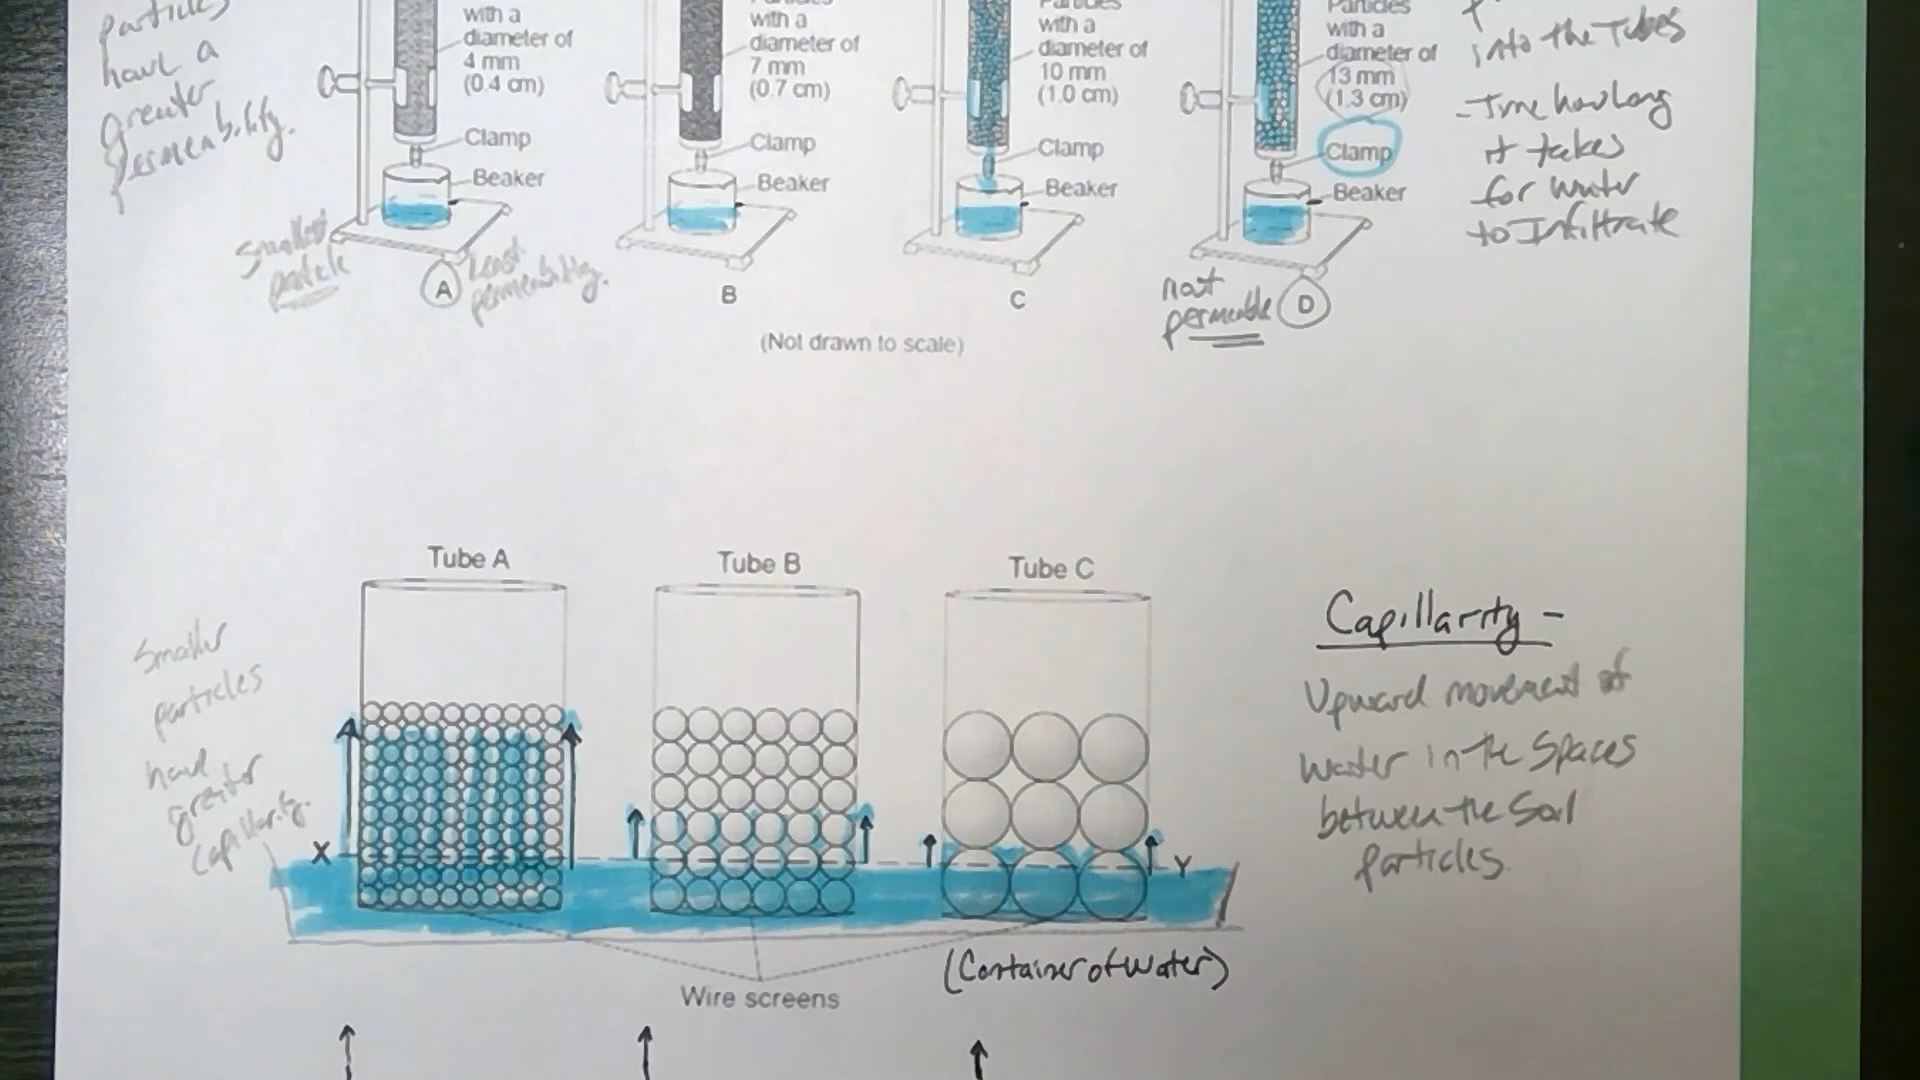 particles
have a
greater
permeability.
with a
diameter of
4 mm
(0.4 cm)
Clamp
Beaker
smallest
particle
A
Least
permeability.
Particles
with a
diameter of
7 mm
(0.7 cm)
Clamp
Beaker
B
Particles
with a
diameter of
10 mm
(1.0 cm)
Clamp
Beaker
C
Particles
with a
diameter of
13 mm
(1.3 cm)
Clamp
Beaker
permeable
D
into the Tubes
- Time how long
it takes
for water
to Infiltrate
(Not drawn to scale)
Tube A
Tube B
Tube C
Smaller
particles
have
greater
capillarity.
X
Y
Wire screens
(Container of water)
Capillarity -
Upward movement of
water in the spaces
between the soil
particles.